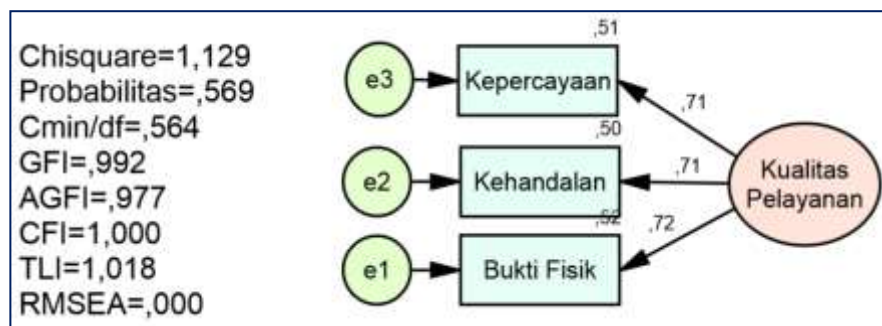 Chisquare=1,129
Probabilitas=,569
Cmin/df=,564
GFI=,992
AGFI=,977
CFI=1,000
TLI=1,018
RMSEA=,000
,51
e3
Kepercayaan
,71
,50
e2
Kehandalan
,71
,52
e1
Bukti Fisik
,72
Kualitas
Pelayanan